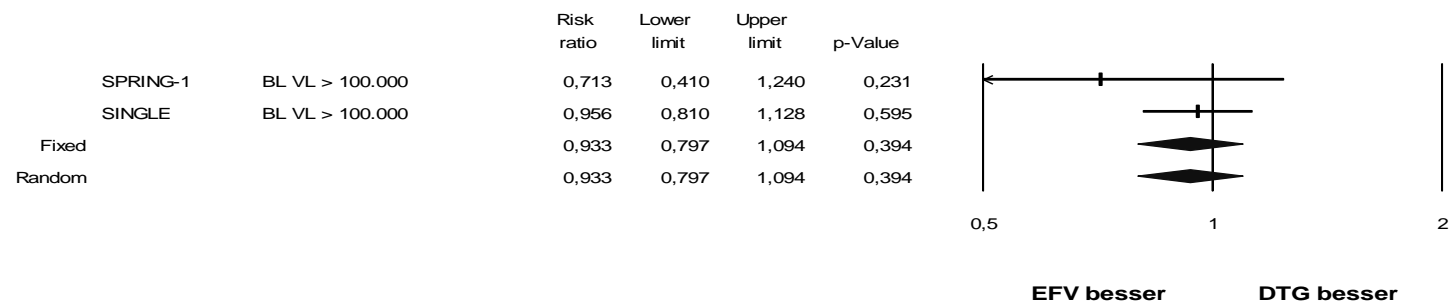 Risk Lower Upper
ratio limit limit p-Value
SPRING-1 BL VL > 100.000 0,713 0,410 1,240 0,231
SINGLE BL VL > 100.000 0,956 0,810 1,128 0,595
Fixed 0,933 0,797 1,094 0,394
Random 0,933 0,797 1,094 0,394
0,5 1 2
EFV besser DTG besser